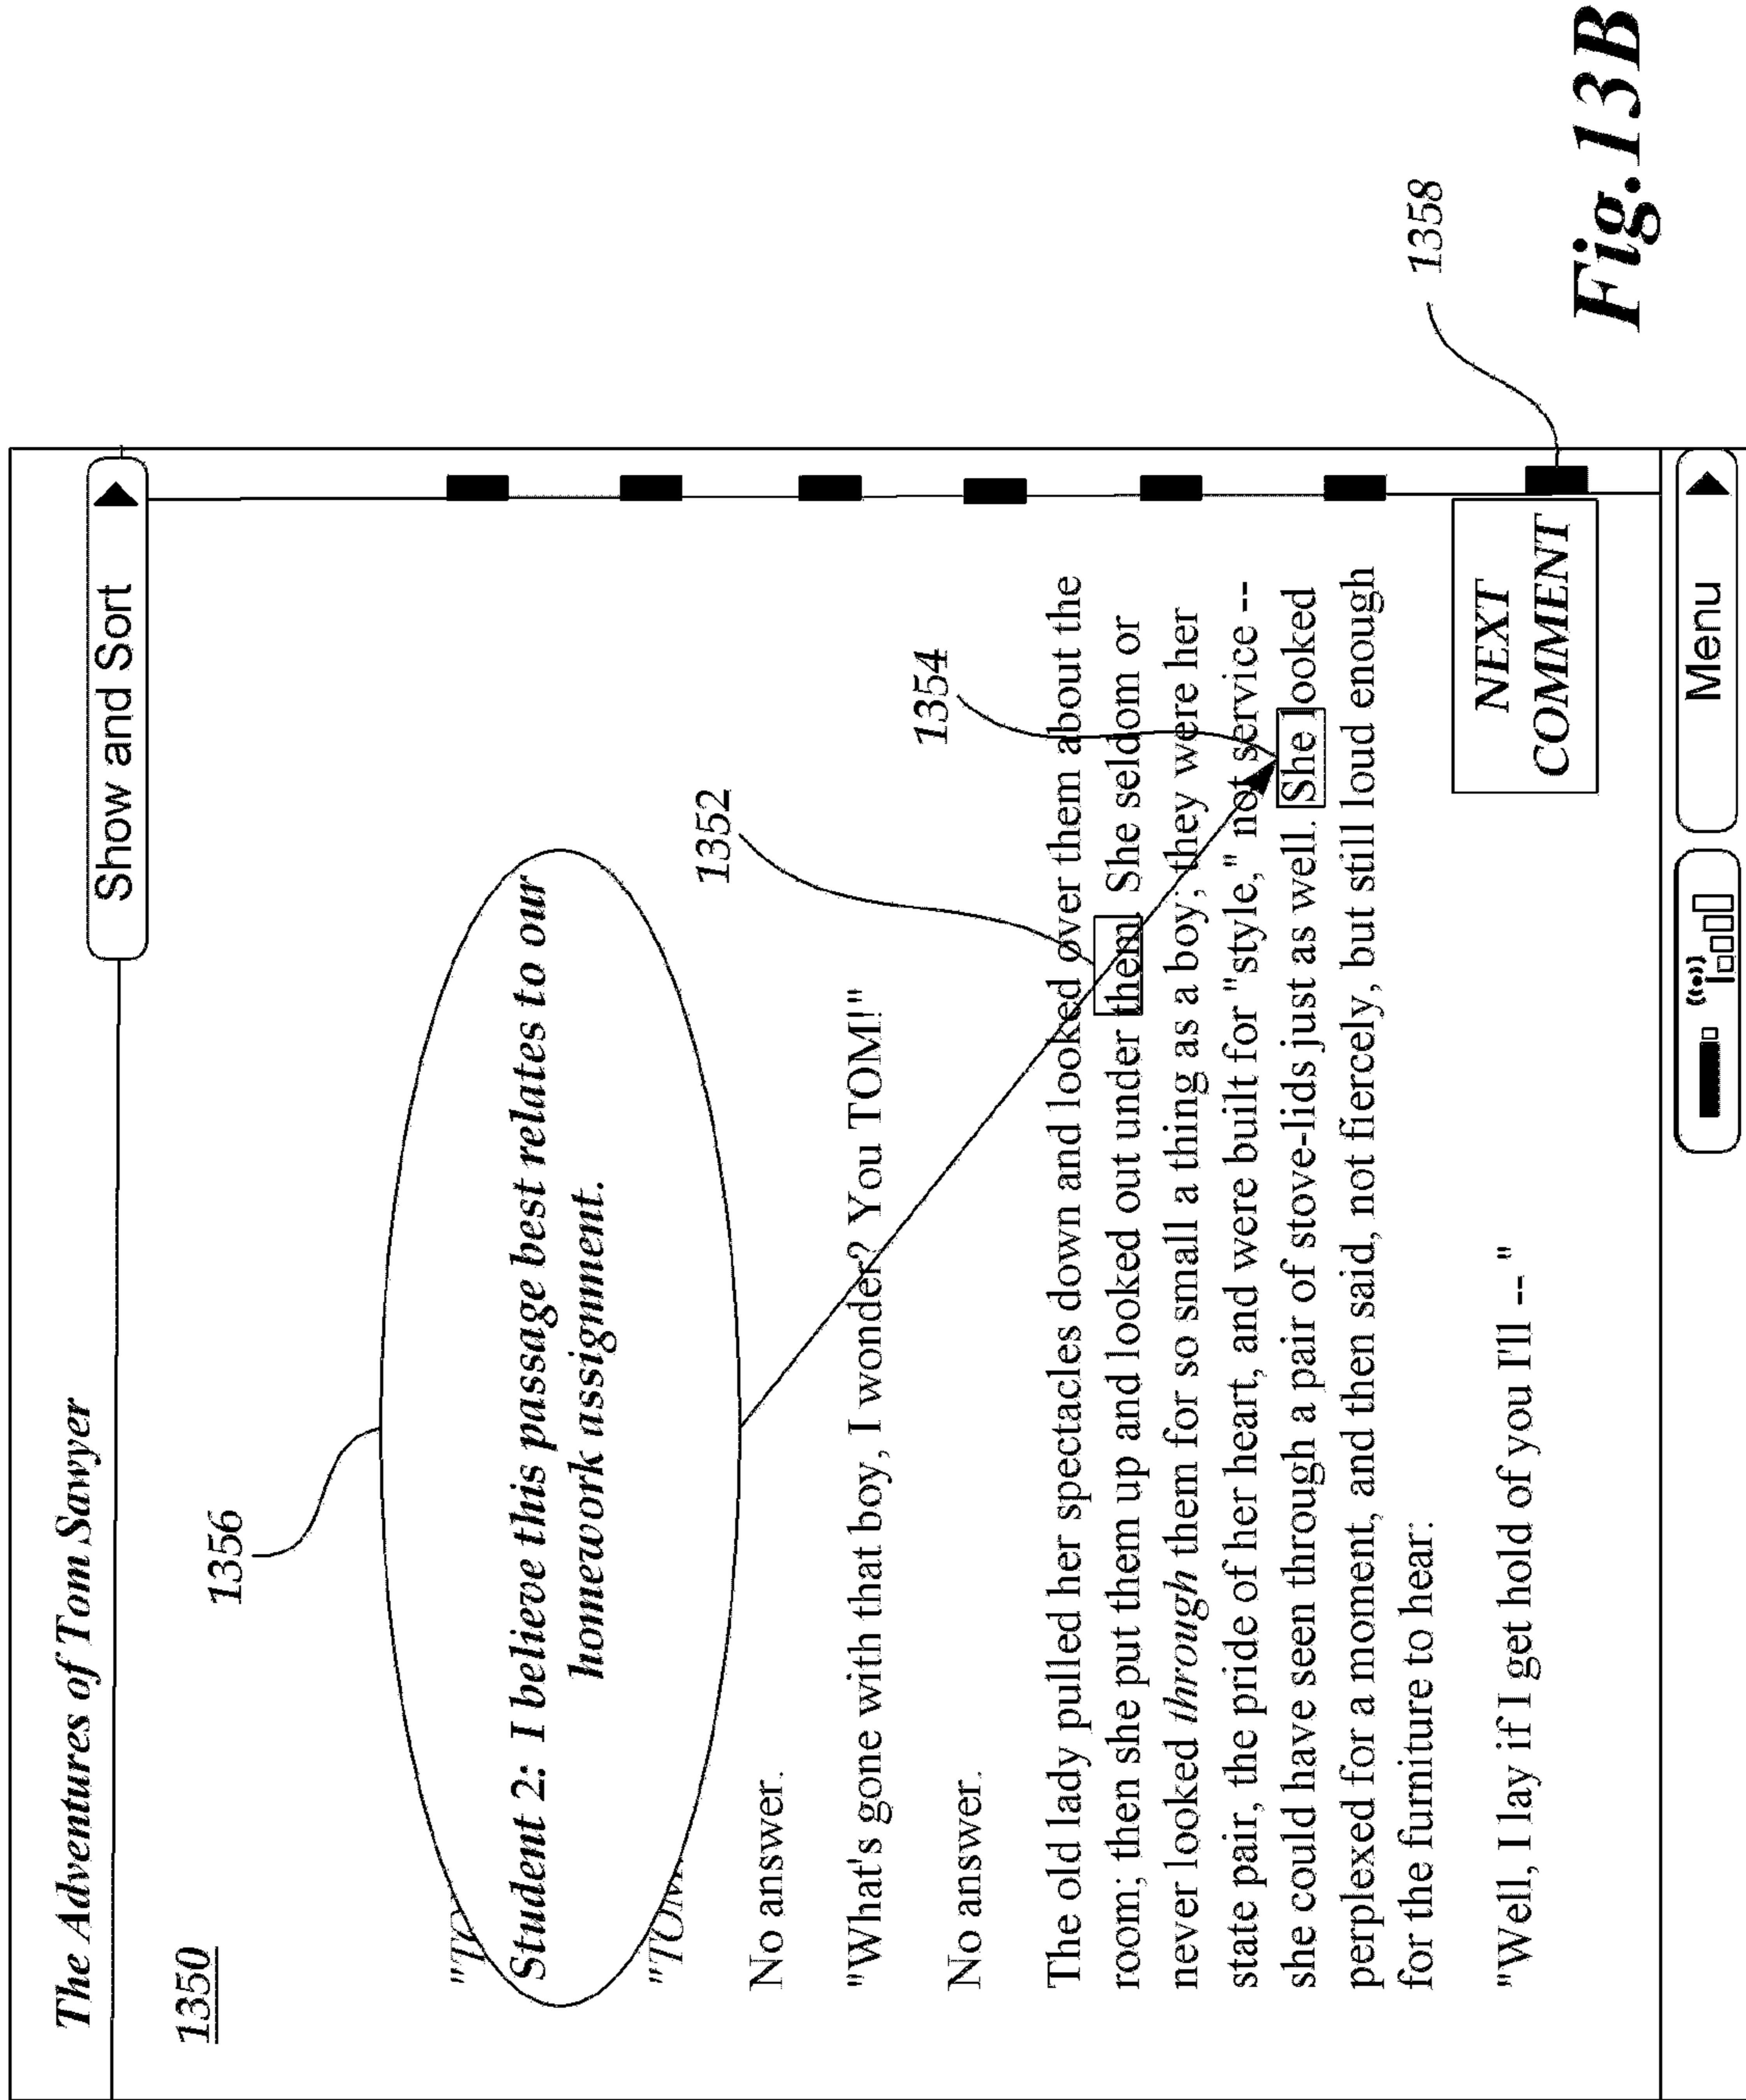 The Adventures of Tom Sawyer
Show and Sort
1350
1356
"TO
Student 2: I believe this passage best relates to our
homework assignment.
"TOM
No answer.
1352
"What's gone with that boy, I wonder? You TOM!"
No answer.
1354
The old lady pulled her spectacles down and looked over them about the
room; then she put them up and looked out under them. She seldom or
never looked through them for so small a thing as a boy; they were her
state pair, the pride of her heart, and were built for "style," not service --
she could have seen through a pair of stove-lids just as well. She looked
perplexed for a moment, and then said, not fiercely, but still loud enough
for the furniture to hear:
"Well, I lay if I get hold of you I'll -- "
NEXT
COMMENT
1358
Menu
Fig.13B